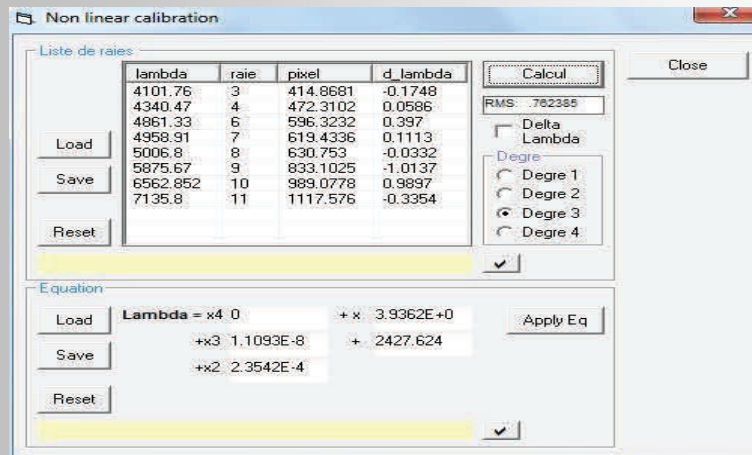 Non linear calibration
Liste de raies
lambda raie pixel d_lambda
4101.76 3 414.8681 -0.1748
4340.47 4 472.3102 0.0586
4861.33 6 596.3232 0.397
4958.91 7 619.4336 0.1113
5006.8 8 630.753 -0.0332
5875.67 9 833.1025 -1.0137
6562.852 10 989.0778 0.9897
7135.8 11 1117.576 -0.3354
Load
Save
Reset
Calcul
RMS: .762385
Delta
Lambda
Degre
Degre 1
Degre 2
Degre 3
Degre 4
Close
Equation
Load
Save
Reset
Lambda = x4 0 + x 3.9362E+0
+x3 1.1093E-8 + 2427.624
+x2 2.3542E-4
Apply Eq